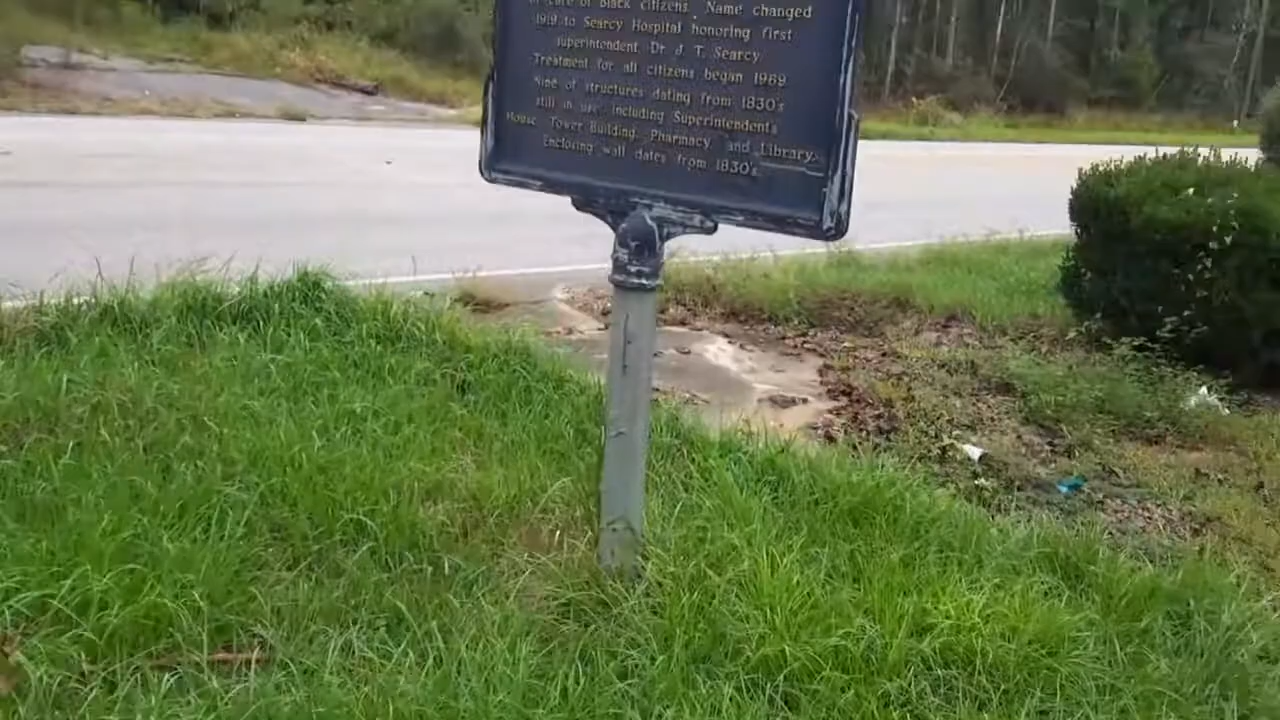 care of Black citizens. Name changed
1919 to Searcy Hospital honoring first
superintendent, Dr. J. T. Searcy.
Treatment for all citizens began 1969.
Nine of structures dating from 1830's
still in use, including Superintendent's
House, Tower Building, Pharmacy, and Library.
Enclosing wall dates from 1830's.